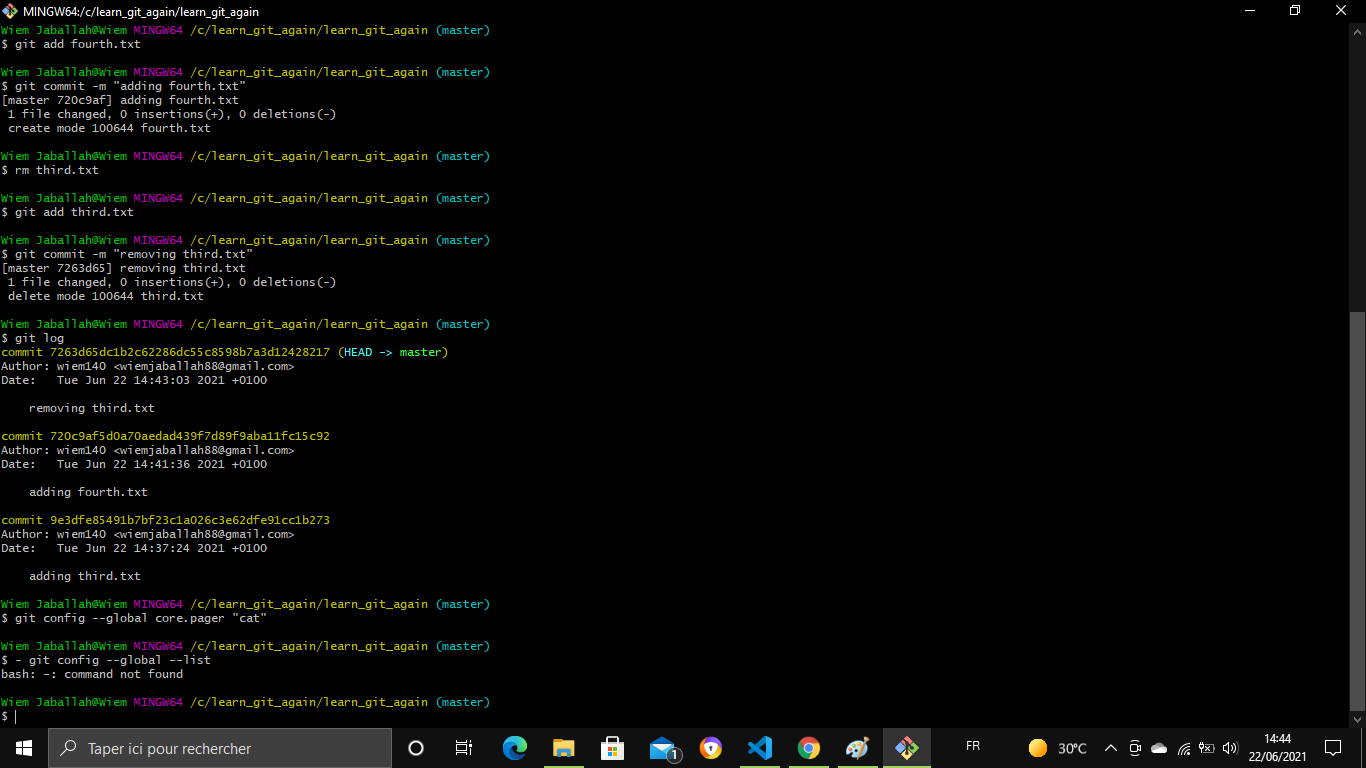 MINGW64:/c/learn_git_again/learn_git_again
Wiem Jaballah@Wiem MINGW64 /c/learn_git_again/learn_git_again (master)
$ git add fourth.txt
Wiem Jaballah@Wiem MINGW64 /c/learn_git_again/learn_git_again (master)
$ git commit -m "adding fourth.txt"
[master 720c9af] adding fourth.txt
1 file changed, 0 insertions(+), 0 deletions(-)
create mode 100644 fourth.txt
Wiem Jaballah@Wiem MINGW64 /c/learn_git_again/learn_git_again (master)
$ rm third.txt
Wiem Jaballah@Wiem MINGW64 /c/learn_git_again/learn_git_again (master)
$ git add third.txt
Wiem Jaballah@Wiem MINGW64 /c/learn_git_again/learn_git_again (master)
$ git commit -m "removing third.txt"
[master 7263d65] removing third.txt
1 file changed, 0 insertions(+), 0 deletions(-)
delete mode 100644 third.txt
Wiem Jaballah@Wiem MINGW64 /c/learn_git_again/learn_git_again (master)
$ git log
commit 7263d65dc1b2c62286dc55c8598b7a3d12428217 (HEAD -> master)
Author: wiem140 <wiemjaballah88@gmail.com>
Date:   Tue Jun 22 14:43:03 2021 +0100
removing third.txt
commit 720c9af5d0a70aedad439f7d89f9aba11fc15c92
Author: wiem140 <wiemjaballah88@gmail.com>
Date:   Tue Jun 22 14:41:36 2021 +0100
adding fourth.txt
commit 9e3dfe85491b7bf23c1a026c3e62dfe91cc1b273
Author: wiem140 <wiemjaballah88@gmail.com>
Date:   Tue Jun 22 14:37:24 2021 +0100
adding third.txt
Wiem Jaballah@Wiem MINGW64 /c/learn_git_again/learn_git_again (master)
$ git config --global core.pager "cat"
Wiem Jaballah@Wiem MINGW64 /c/learn_git_again/learn_git_again (master)
$ - git config --global --list
bash: -: command not found
Wiem Jaballah@Wiem MINGW64 /c/learn_git_again/learn_git_again (master)
$
Taper ici pour rechercher
1
FR
30°C
14:44
22/06/2021